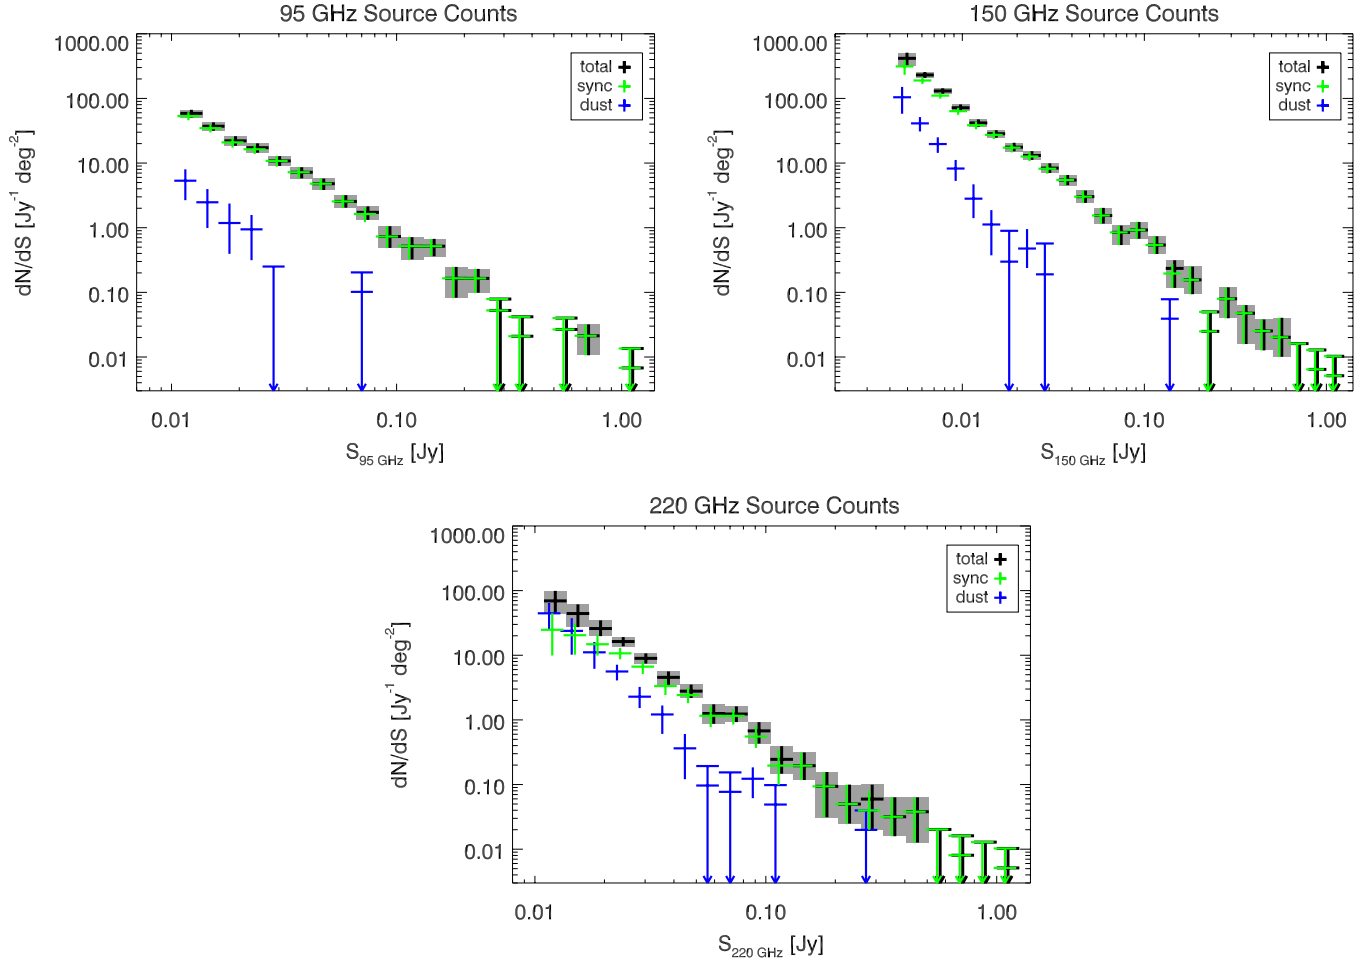 95 GHz Source Counts
1000.00
100.00
10.00
1.00
0.10
0.01
dN/dS [Jy⁻¹ deg⁻²]
total
sync
dust
0.01 0.10 1.00
S₉₅ GHz [Jy]
150 GHz Source Counts
1000.00
100.00
10.00
1.00
0.10
0.01
dN/dS [Jy⁻¹ deg⁻²]
total
sync
dust
0.01 0.10 1.00
S₁₅₀ GHz [Jy]
220 GHz Source Counts
1000.00
100.00
10.00
1.00
0.10
0.01
dN/dS [Jy⁻¹ deg⁻²]
total
sync
dust
0.01 0.10 1.00
S₂₂₀ GHz [Jy]